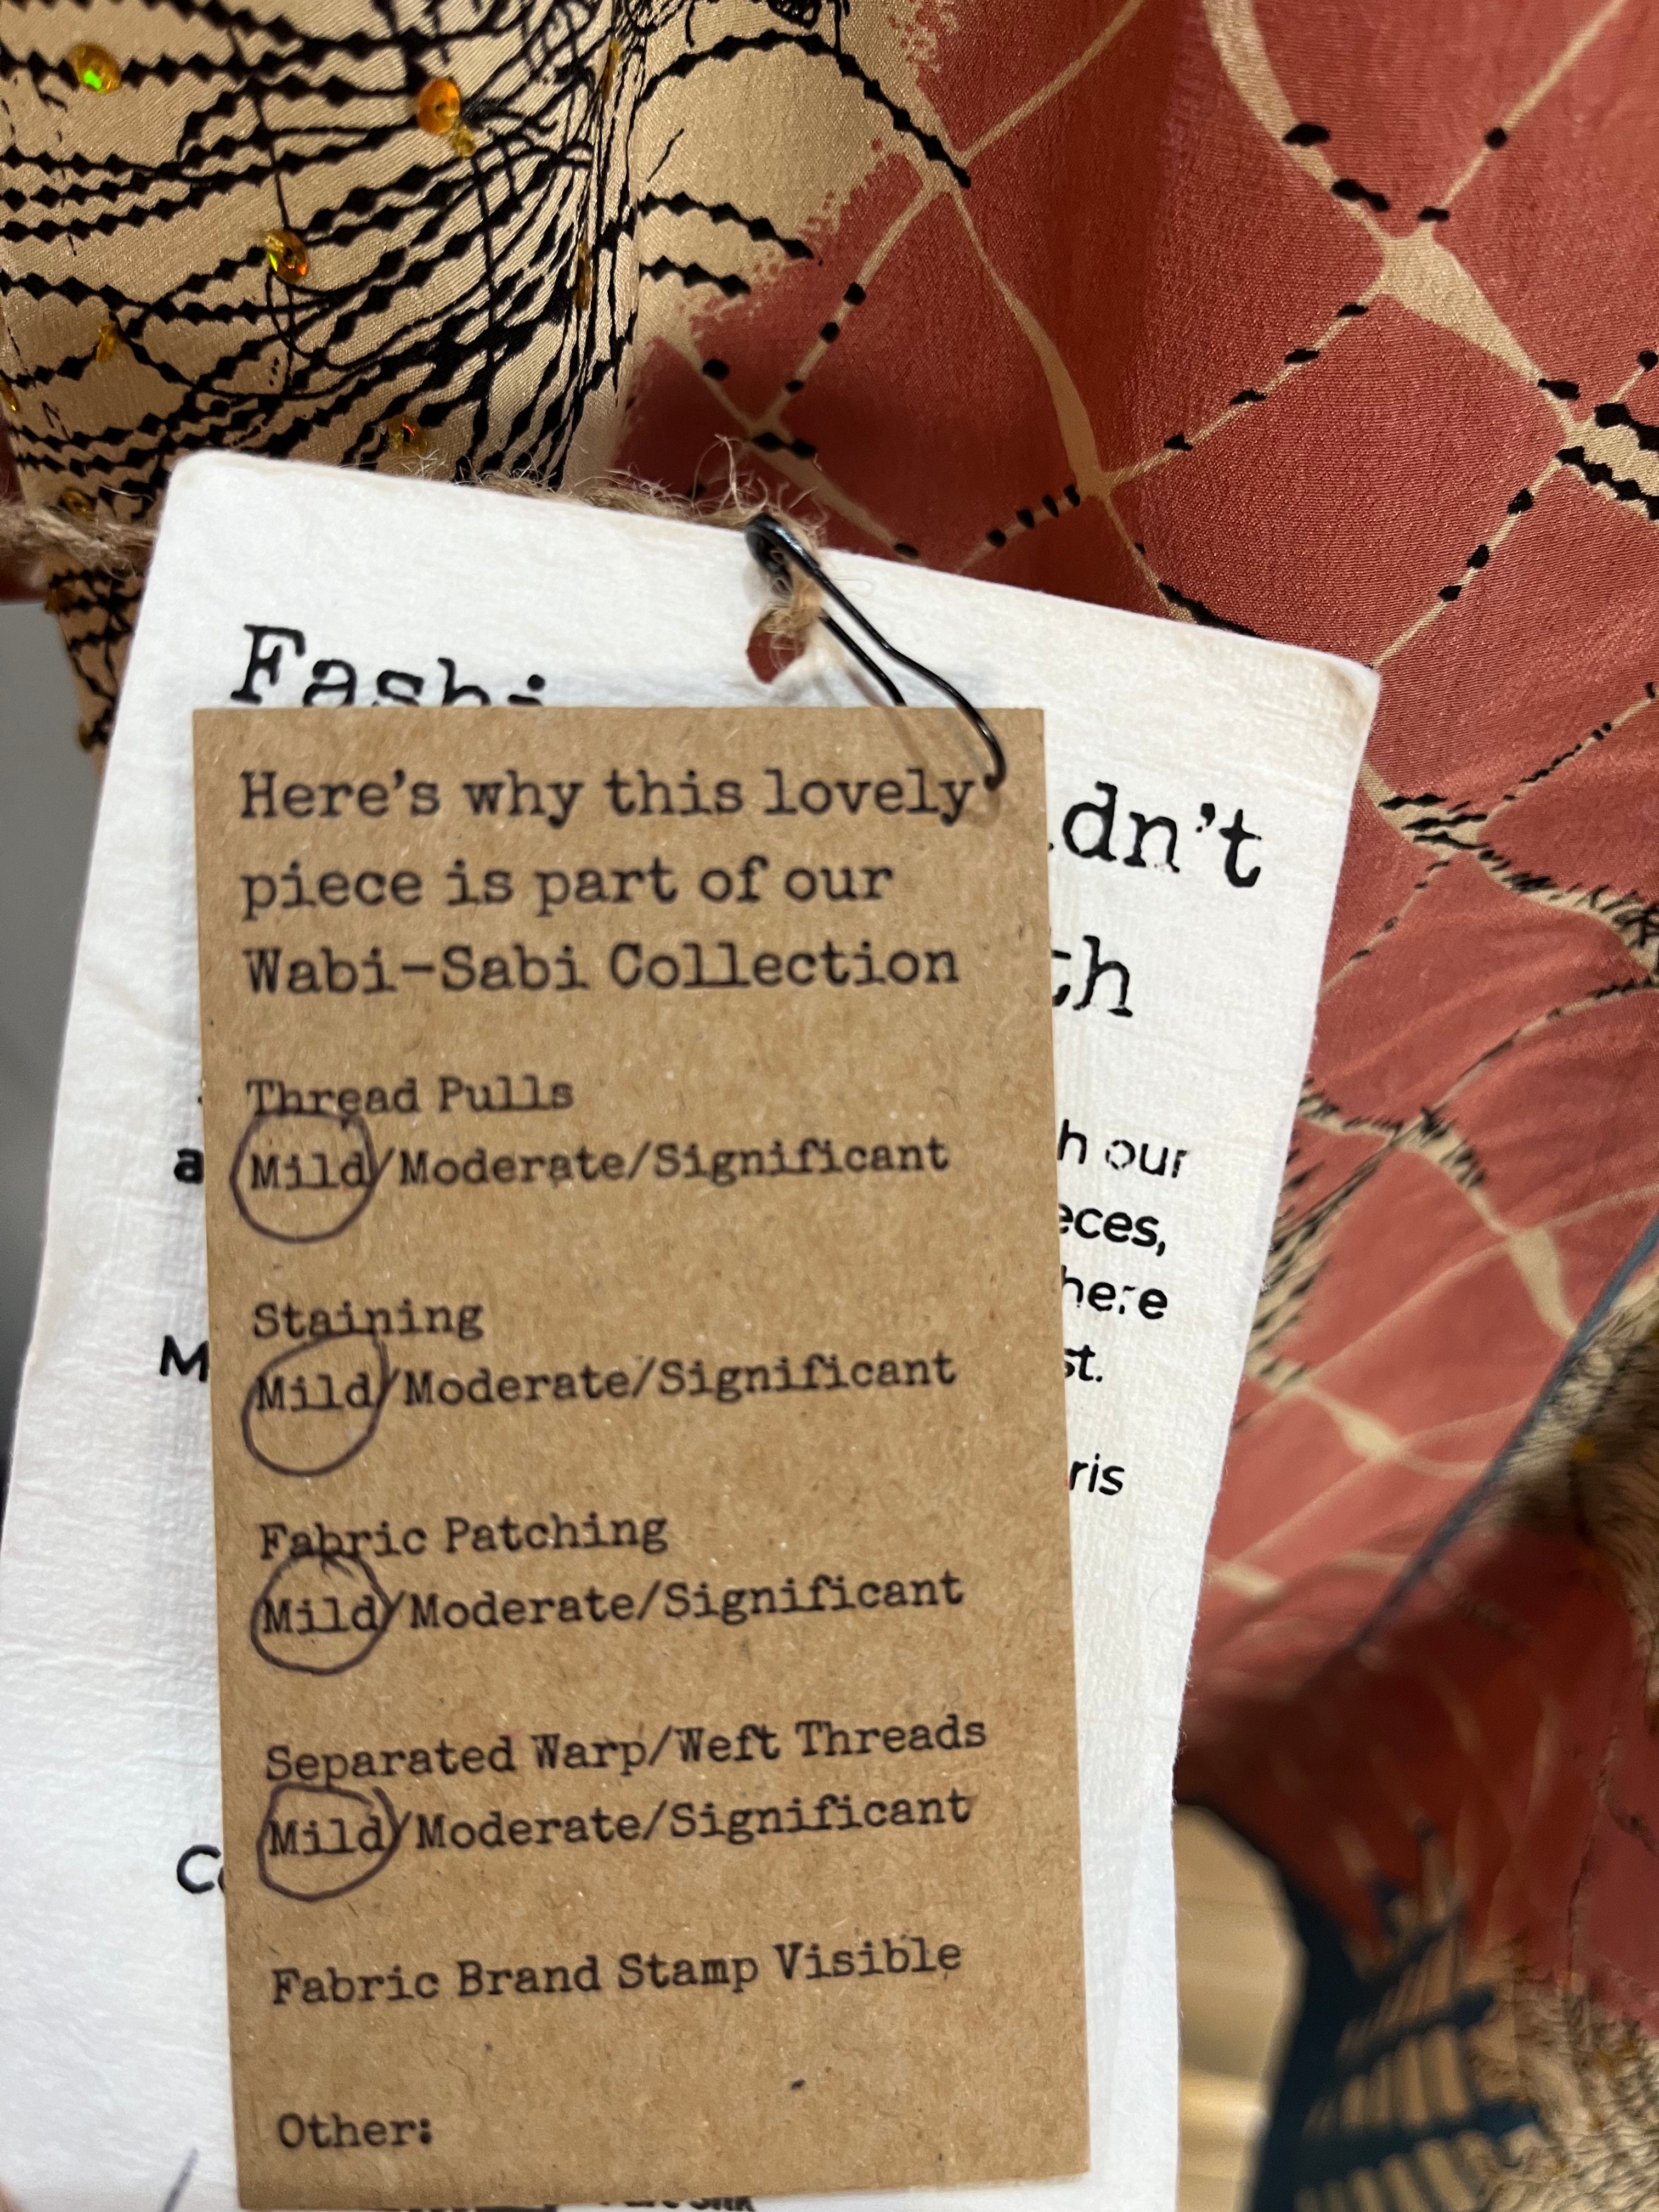 Here's why this lovely
piece is part of our
Wabi-Sabi Collection
Thread Pulls
Mild/Moderate/Significant
Staining
Mild/Moderate/Significant
Fabric Patching
Mild/Moderate/Significant
Separated Warp/Weft Threads
Mild/Moderate/Significant
Fabric Brand Stamp Visible
Other:
our
here